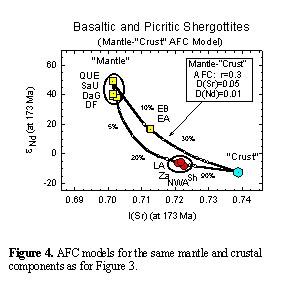 Basaltic and Picritic Shergottites
(Mantle-"Crust" AFC Model)
60
40
20
0
-20
εNd (at 173 Ma)
"Mantle"
QUE
SaU
DaG
DF
Mantle-"Crust"
AFC: r=0.3
D(Sr)=0.05
D(Nd)=0.01
10%
EB
EA
5%
30%
20%
LA
Za
NWA
Sh
90%
"Crust"
0.70 0.71 0.72 0.73 0.74
I(Sr) (at 173 Ma)
Figure 4. AFC models for the same mantle and crustal
components as for Figure 3.